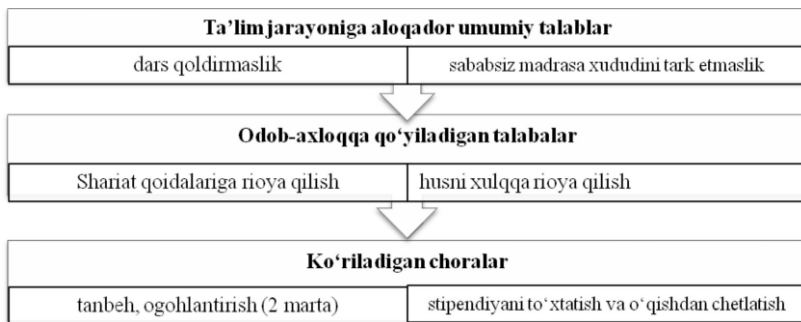 Ta’lim jarayoniga aloqador umumiy talablar
dars qoldirmaslik
sababsiz madrasa xududini tark etmaslik
Odob-axloqqa qo‘yiladigan talabalar
Shariat qoidalariga rioya qilish
husni xulqqa rioya qilish
Ko‘riladigan choralar
tanbeh, ogohlantirish (2 marta)
stipendiyani to‘xtatish va o‘qishdan chetlatish